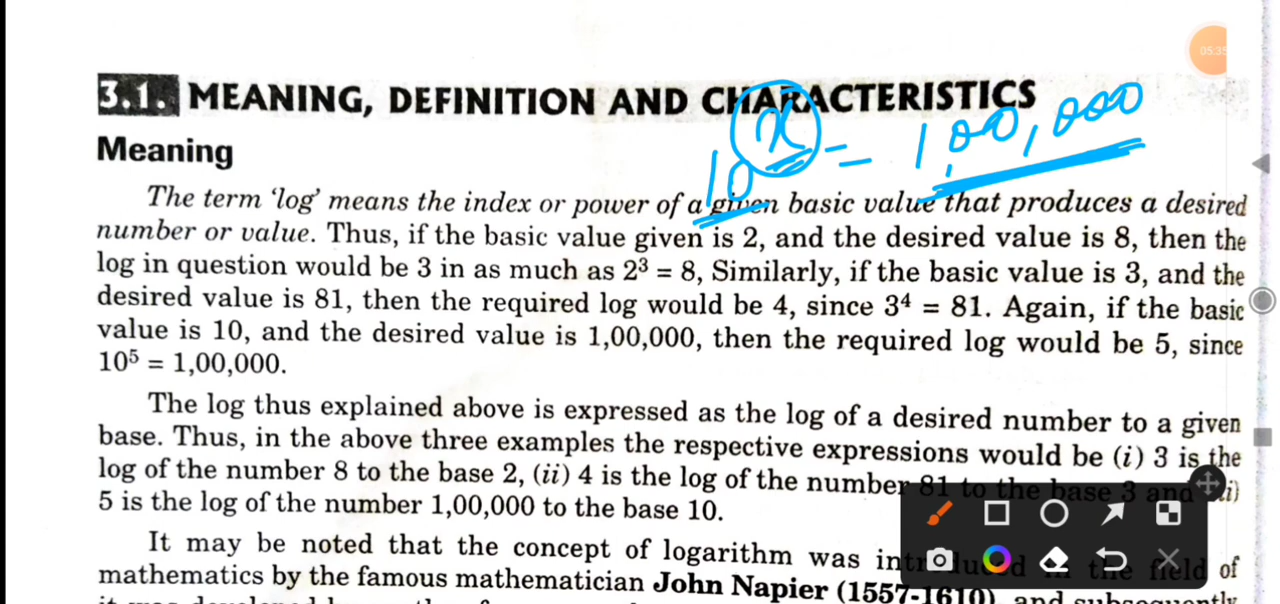 05:35
3.1. MEANING, DEFINITION AND CHARACTERISTICS
10^x = 1,00,000
Meaning
The term 'log' means the index or power of a given basic value that produces a desired
number or value. Thus, if the basic value given is 2, and the desired value is 8, then the
log in question would be 3 in as much as 2³ = 8, Similarly, if the basic value is 3, and the
desired value is 81, then the required log would be 4, since 3⁴ = 81. Again, if the basic
value is 10, and the desired value is 1,00,000, then the required log would be 5, since
10⁵ = 1,00,000.
The log thus explained above is expressed as the log of a desired number to a given
base. Thus, in the above three examples the respective expressions would be (i) 3 is the
log of the number 8 to the base 2, (ii) 4 is the log of the number 81 to the base 3 and
5 is the log of the number 1,00,000 to the base 10.
It may be noted that the concept of logarithm was introduced in the field of
mathematics by the famous mathematician John Napier (1557-1610), and subsequently